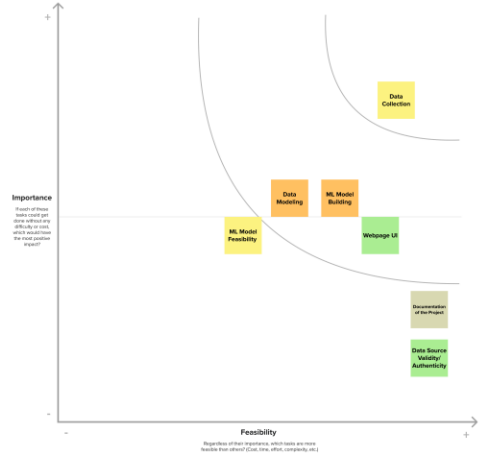 +
Data
Collection
Importance
If each of these
tasks could get
done without any
difficulty or cost,
which would have
the most positive
impact?
Data
Modeling
ML Model
Building
ML Model
Feasibility
Webpage UI
Documentation
of the Project
Data Source
Validity/
Authenticity
-
-
Feasibility
+
Regardless of their importance, which tasks are more
feasible than others? (Cost, time, effort, complexity, etc.)